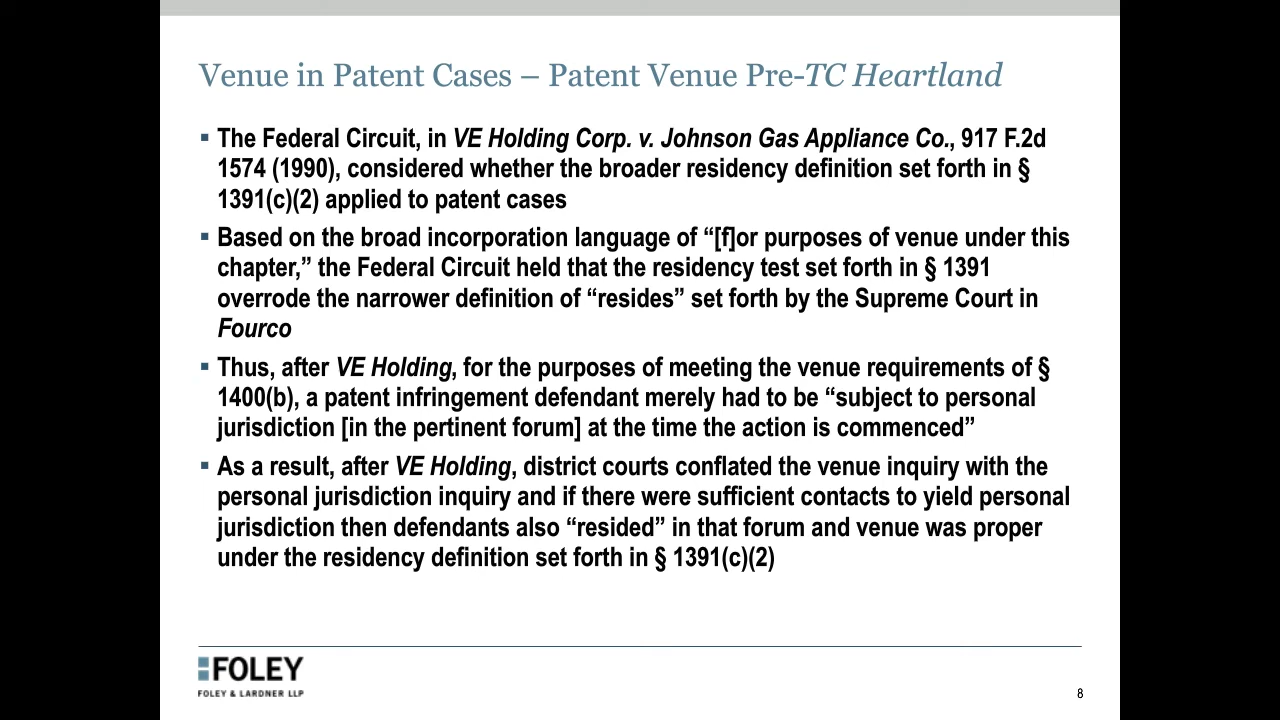 Venue in Patent Cases – Patent Venue Pre-TC Heartland
▪ The Federal Circuit, in VE Holding Corp. v. Johnson Gas Appliance Co., 917 F.2d
1574 (1990), considered whether the broader residency definition set forth in §
1391(c)(2) applied to patent cases
▪ Based on the broad incorporation language of “[f]or purposes of venue under this
chapter,” the Federal Circuit held that the residency test set forth in § 1391
overrode the narrower definition of “resides” set forth by the Supreme Court in
Fourco
▪ Thus, after VE Holding, for the purposes of meeting the venue requirements of §
1400(b), a patent infringement defendant merely had to be “subject to personal
jurisdiction [in the pertinent forum] at the time the action is commenced”
▪ As a result, after VE Holding, district courts conflated the venue inquiry with the
personal jurisdiction inquiry and if there were sufficient contacts to yield personal
jurisdiction then defendants also “resided” in that forum and venue was proper
under the residency definition set forth in § 1391(c)(2)
FOLEY
FOLEY & LARDNER LLP
8